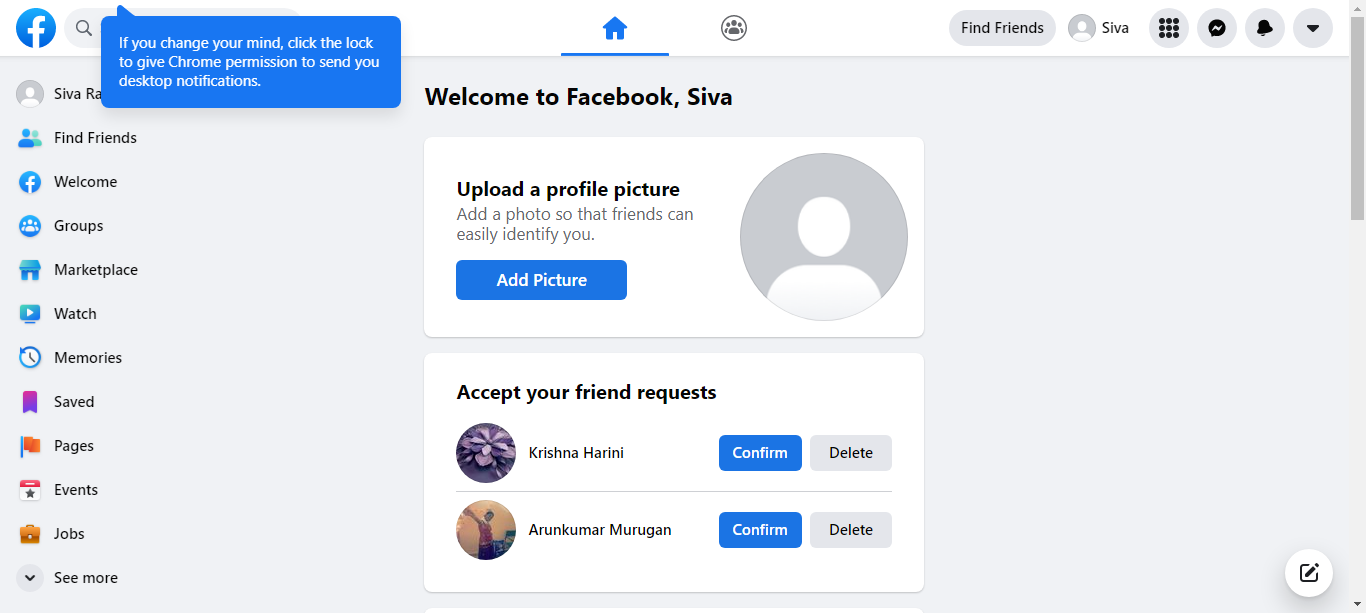 If you change your mind, click the lock
to give Chrome permission to send you
desktop notifications.
Find Friends
Siva
Siva Ra
Find Friends
Welcome
Groups
Marketplace
Watch
Memories
Saved
Pages
Events
Jobs
See more
Welcome to Facebook, Siva
Upload a profile picture
Add a photo so that friends can
easily identify you.
Add Picture
Accept your friend requests
Krishna Harini
Confirm
Delete
Arunkumar Murugan
Confirm
Delete